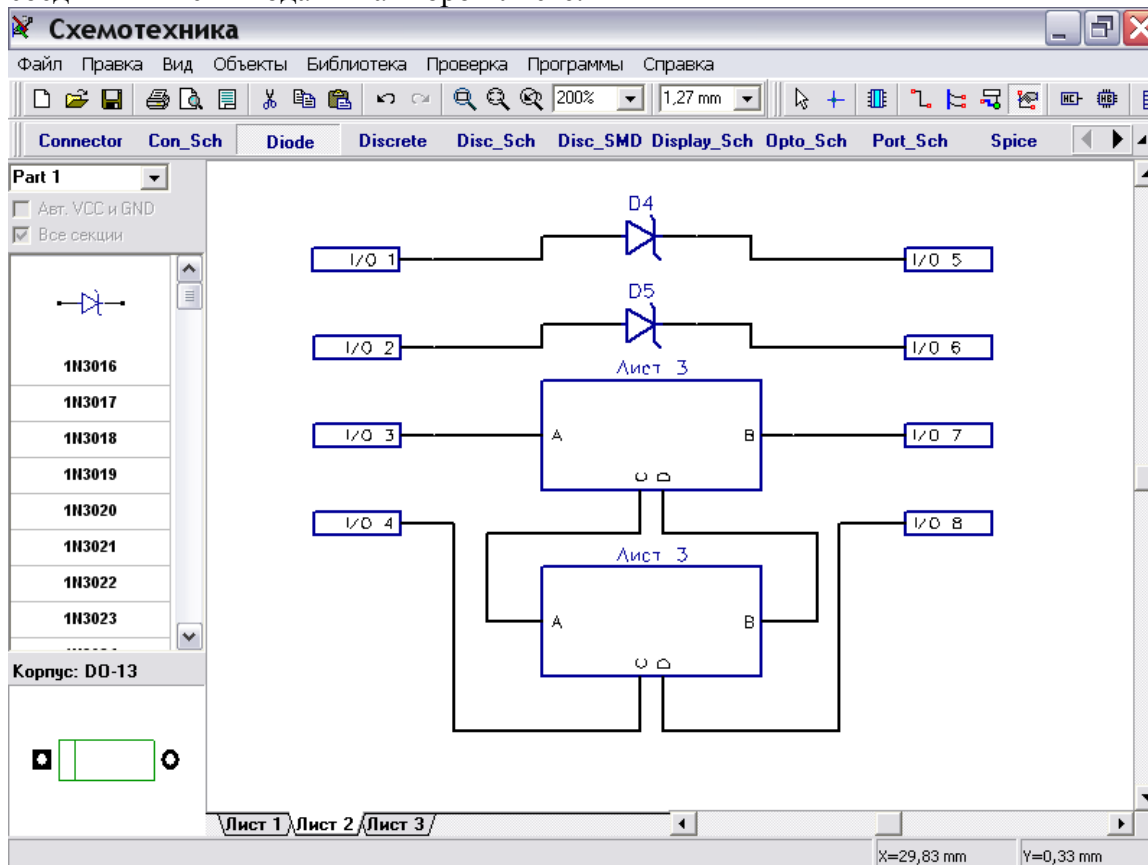 Схемотехника
Файл Правка Вид Объекты Библиотека Проверка Программы Справка
200% 1,27 mm
Connector Con_Sch Diode Discrete Disc_Sch Disc_SMD Display_Sch Opto_Sch Port_Sch Spice
Part 1
Авт. VCC и GND
Все секции
1N3016
1N3017
1N3018
1N3019
1N3020
1N3021
1N3022
1N3023
Корпус: DO-13
D4
I/O 1 I/O 5
D5
I/O 2 I/O 6
Лист 3
I/O 3 A B I/O 7
C D
I/O 4 I/O 8
Лист 3
A B
C D
Лист 1 Лист 2 Лист 3
X=29,83 mm Y=0,33 mm